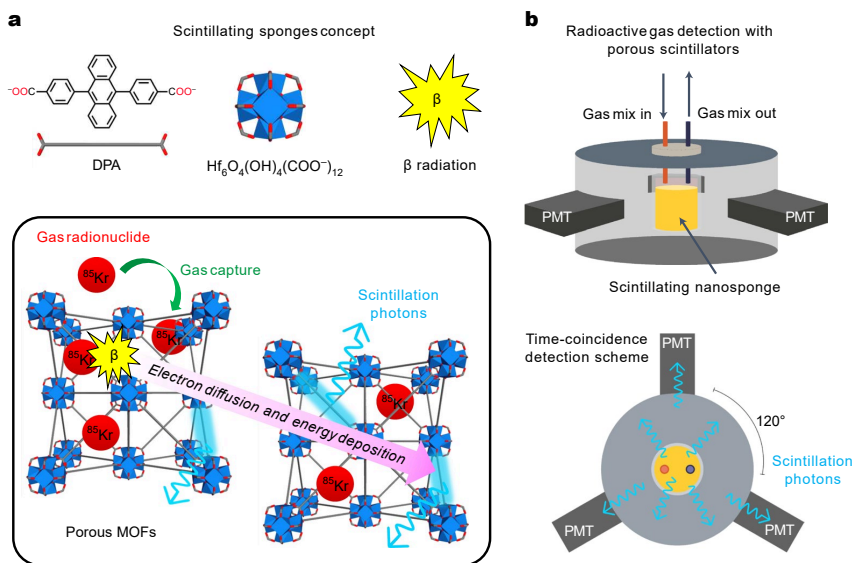 a
Scintillating sponges concept
⁻OOC
COO⁻
DPA
Hf₆O₄(OH)₄(COO⁻)₁₂
β
β radiation
Gas radionuclide
⁸⁵Kr
Gas capture
⁸⁵Kr
⁸⁵Kr
β
⁸⁵Kr
Electron diffusion and energy deposition
Scintillation
photons
⁸⁵Kr
⁸⁵Kr
Porous MOFs
b
Radioactive gas detection with
porous scintillators
Gas mix in
Gas mix out
PMT
PMT
Scintillating nanosponge
Time-coincidence
detection scheme
PMT
120°
Scintillation
photons
PMT
PMT